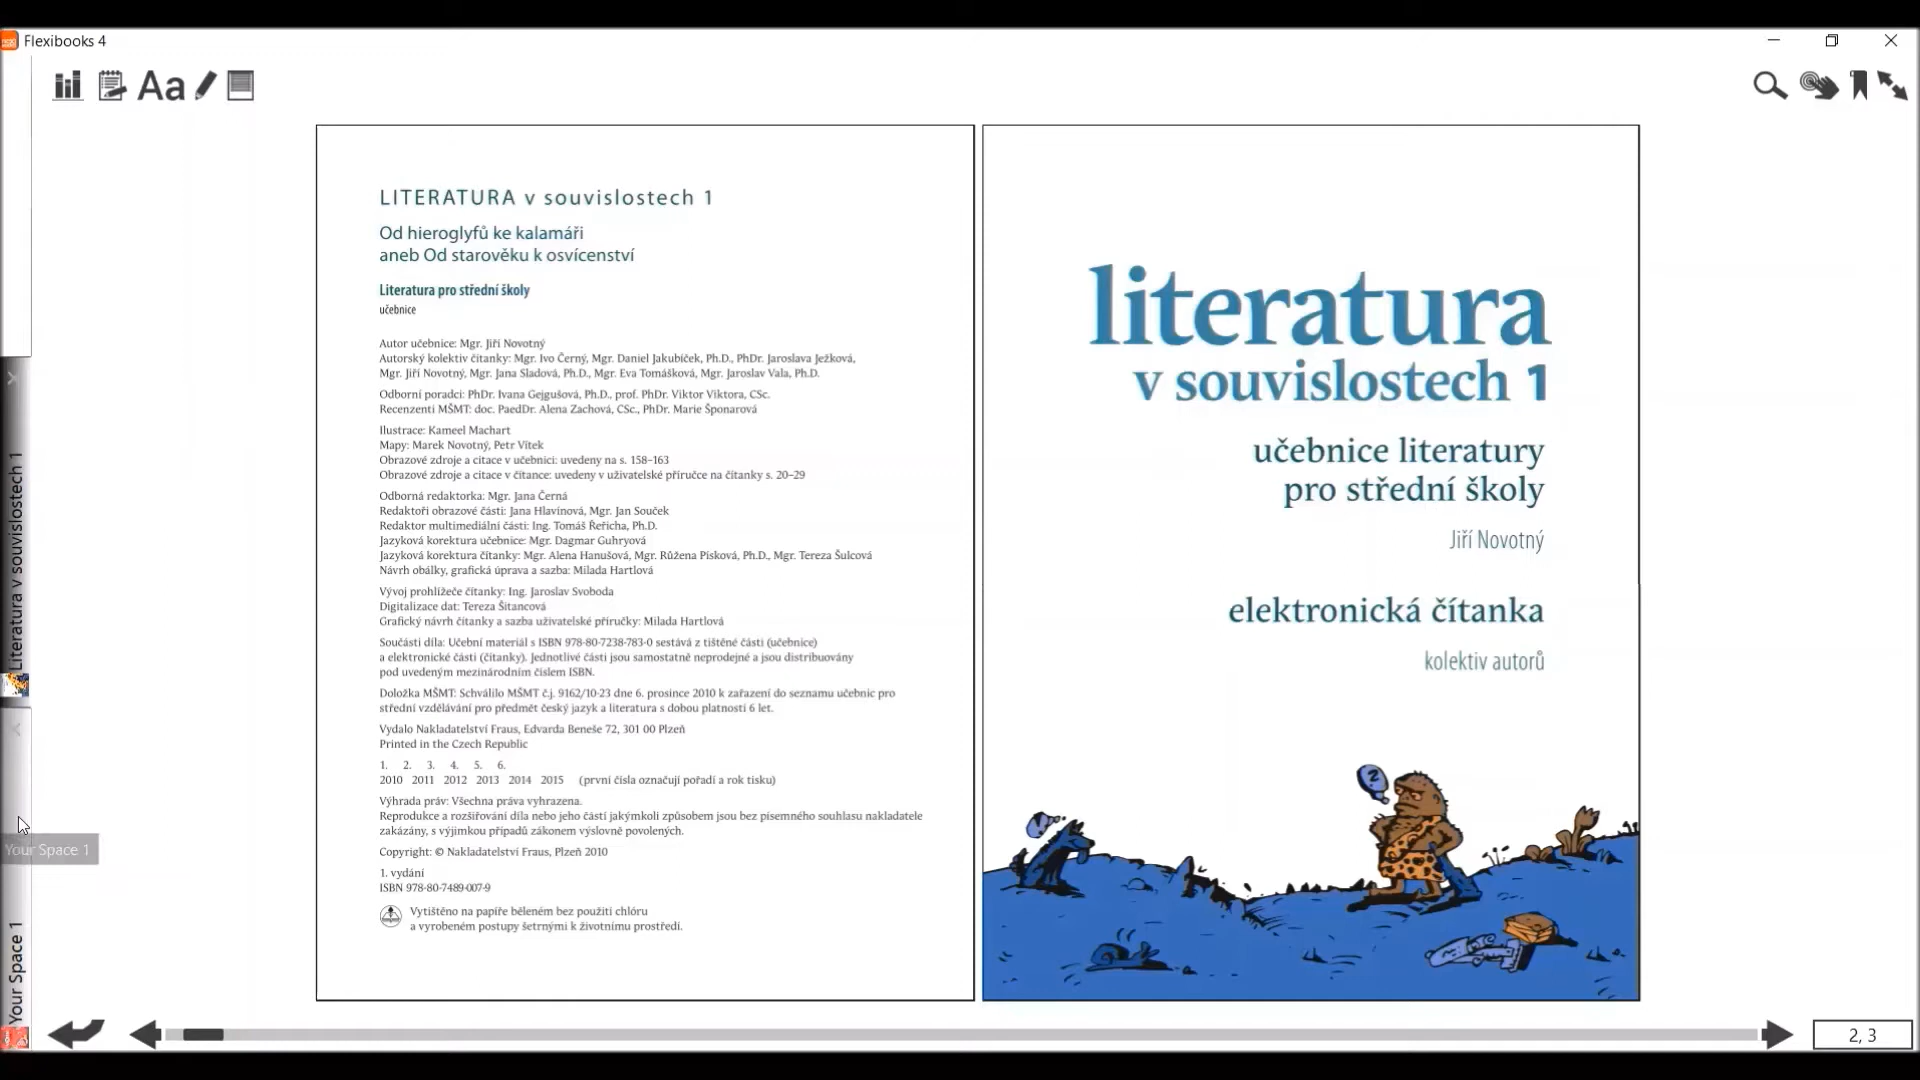 Flexibooks 4
Aa
LITERATURA v souvislostech 1
Od hieroglyfů ke kalamáři
aneb Od starověku k osvícenství
Literatura pro střední školy
učebnice
Autor učebnice: Mgr. Jiří Novotný
Autorský kolektiv čítanky: Mgr. Ivo Černý, Mgr. Daniel Jakubíček, Ph.D., PhDr. Jaroslava Ježková,
Mgr. Jiří Novotný, Mgr. Jana Sladová, Ph.D., Mgr. Eva Tomášková, Mgr. Jaroslav Vala, Ph.D.
Odborní poradci: PhDr. Ivana Gejgušová, Ph.D., prof. PhDr. Viktor Viktora, CSc.
Recenzenti MŠMT: doc. PaedDr. Alena Zachová, CSc., PhDr. Marie Šponarová
Ilustrace: Kameel Machart
Mapy: Marek Novotný, Petr Vítek
Obrazové zdroje a citace v učebnici: uvedeny na s. 158–163
Obrazové zdroje a citace v čítance: uvedeny v uživatelské příručce na čítanky s. 20–29
Odborná redaktorka: Mgr. Jana Černá
Redaktoři obrazové části: Jana Hlavínová, Mgr. Jan Souček
Redaktor multimediální části: Ing. Tomáš Řeřicha, Ph.D.
Jazyková korektura učebnice: Mgr. Dagmar Guhryová
Jazyková korektura čítanky: Mgr. Alena Hanušová, Mgr. Růžena Písková, Ph.D., Mgr. Tereza Šulcová
Návrh obálky, grafická úprava a sazba: Milada Hartlová
Vývoj prohlížeče čítanky: Ing. Jaroslav Svoboda
Digitalizace dat: Tereza Šitancová
Grafický návrh čítanky a sazba uživatelské příručky: Milada Hartlová
Součásti díla: Učební materiál s ISBN 978-80-7238-783-0 sestává z tištěné části (učebnice)
a elektronické části (čítanky). Jednotlivé části jsou samostatně neprodejné a jsou distribuovány
pod uvedeným mezinárodním číslem ISBN.
Doložka MŠMT: Schválilo MŠMT č.j. 9162/10-23 dne 6. prosince 2010 k zařazení do seznamu učebnic pro
střední vzdělávání pro předmět český jazyk a literatura s dobou platnosti 6 let.
Vydalo Nakladatelství Fraus, Edvarda Beneše 72, 301 00 Plzeň
Printed in the Czech Republic
1. 2. 3. 4. 5. 6.
2010 2011 2012 2013 2014 2015 (první čísla označují pořadí a rok tisku)
Výhrada práv: Všechna práva vyhrazena.
Reprodukce a rozšiřování díla nebo jeho částí jakýmkoli způsobem jsou bez písemného souhlasu nakladatele
zakázány, s výjimkou případů zákonem výslovně povolených.
Copyright: © Nakladatelství Fraus, Plzeň 2010
1. vydání
ISBN 978-80-7489-007-9
Vytištěno na papíře běleném bez použití chlóru
a vyrobeném postupy šetrnými k životnímu prostředí.
literatura
v souvislostech 1
učebnice literatury
pro střední školy
Jiří Novotný
elektronická čítanka
kolektiv autorů
?
Literatura v souvislostech 1
Your Space 1
Your Space 1
2, 3